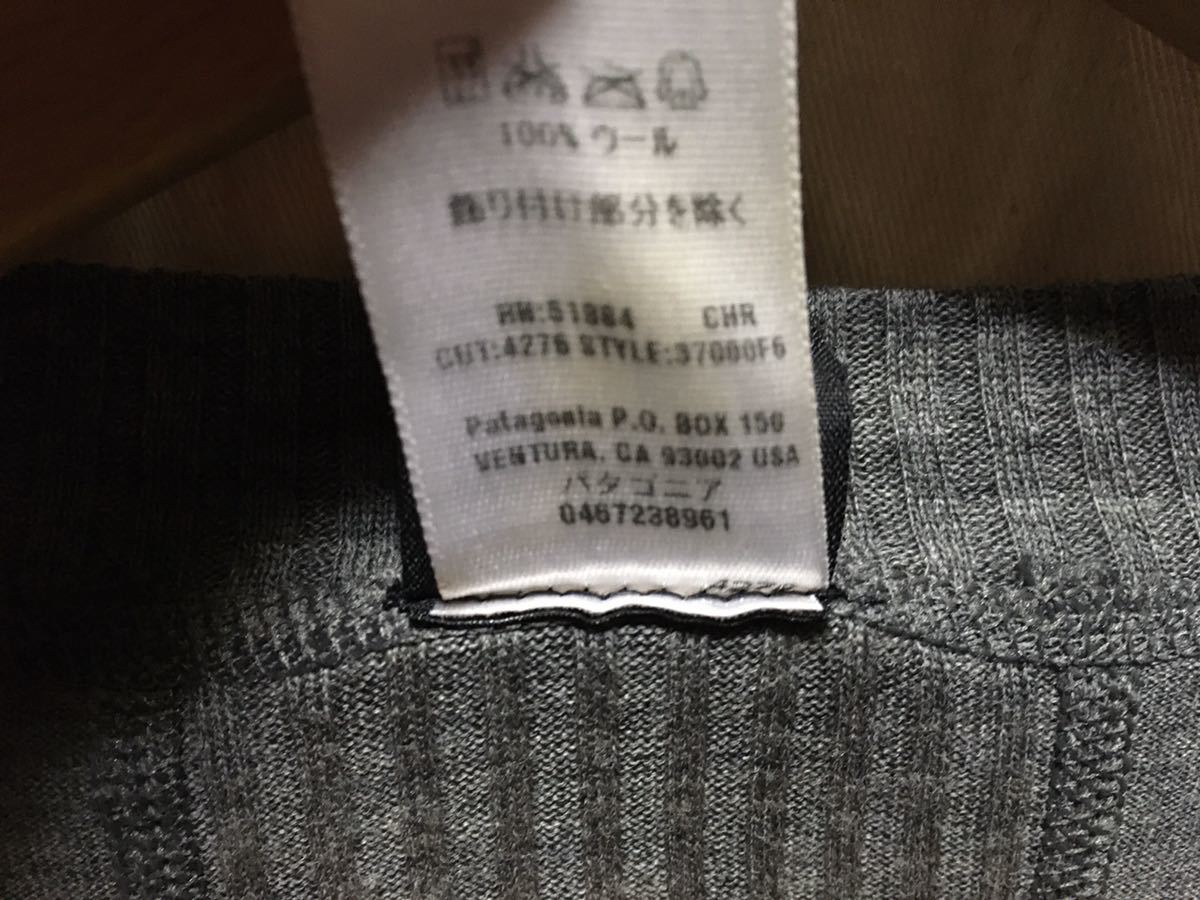 100% ウール
飾り付け部分を除く
RN:51884 CHR
CUT:4276 STYLE:37000F6
Patagonia P.O. BOX 150
VENTURA, CA 93002 USA
パタゴニア
0467238961